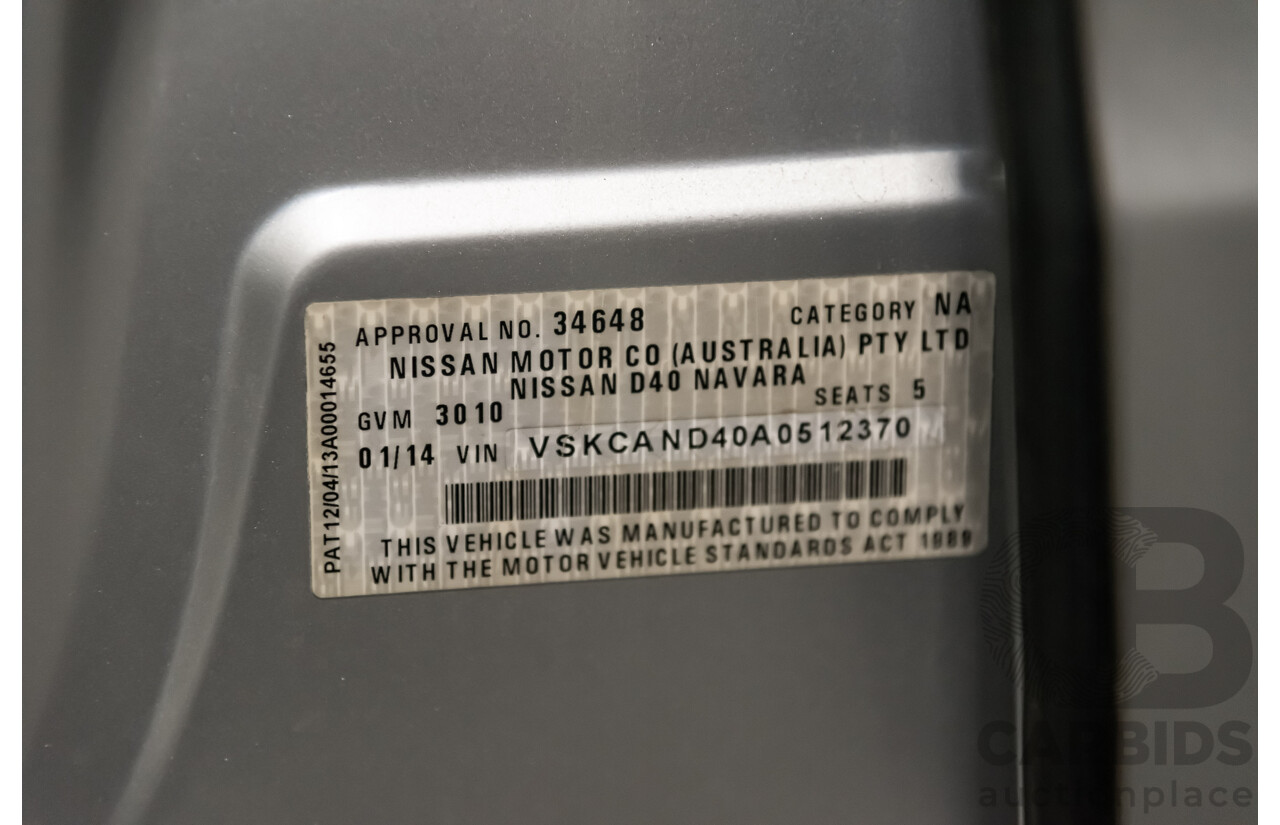 APPROVAL NO. 34648 CATEGORY NA
NISSAN MOTOR CO (AUSTRALIA) PTY LTD
NISSAN D40 NAVARA
GVM 3010 SEATS 5
01/14 VIN VSKCAND40A0512370
THIS VEHICLE WAS MANUFACTURED TO COMPLY
WITH THE MOTOR VEHICLE STANDARDS ACT 1989
PAT12/04/13A00014655
CB
CARBIDS
auctionplace